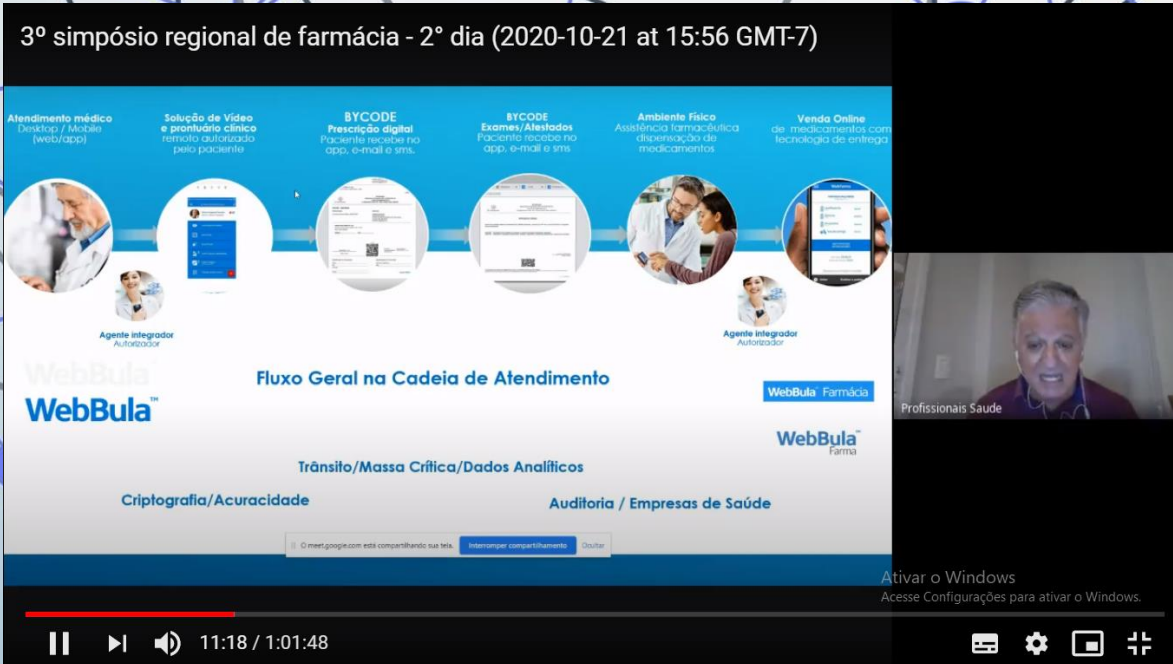 3º simpósio regional de farmácia - 2° dia (2020-10-21 at 15:56 GMT-7)
Atendimento médico
Desktop / Mobile
(web/app)
Solução de Vídeo
e prontuário clínico
remoto autorizado
pelo paciente
BYCODE
Prescrição digital
Paciente recebe no
app, e-mail e sms.
BYCODE
Exames/Atestados
Paciente recebe no
app, e-mail e sms
Ambiente Físico
Assistência farmacêutica
dispensação de
medicamentos
Venda Online
de medicamentos com
tecnologia de entrega
Agente integrador
Autorizador
Agente integrador
Autorizador
WebBula
WebBula™
Fluxo Geral na Cadeia de Atendimento
WebBula™ Farmácia
WebBula™
Farma
Profissionais Saude
Trânsito/Massa Crítica/Dados Analíticos
Criptografia/Acuracidade
Auditoria / Empresas de Saúde
O meet.google.com está compartilhando sua tela.
Interromper compartilhamento
Ocultar
Ativar o Windows
Acesse Configurações para ativar o Windows.
11:18 / 1:01:48